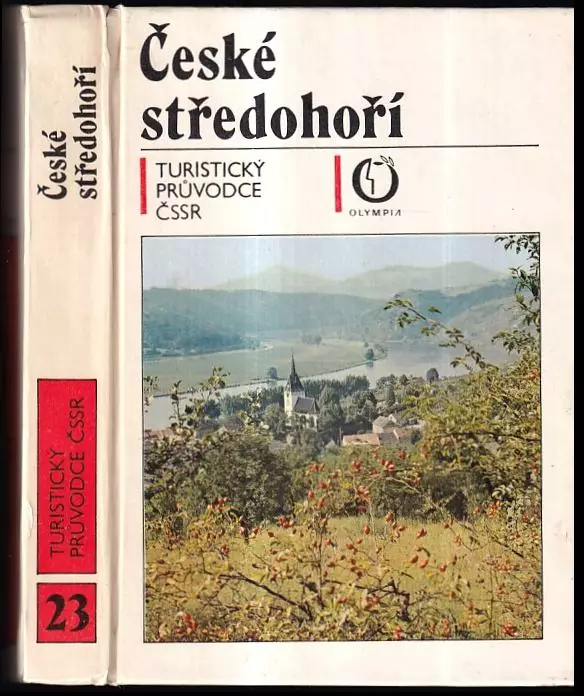 České
středohoří
TURISTICKÝ
PRŮVODCE
ČSSR
OLYMPIA
České
středohoří
TURISTICKÝ
PRŮVODCE ČSSR
23